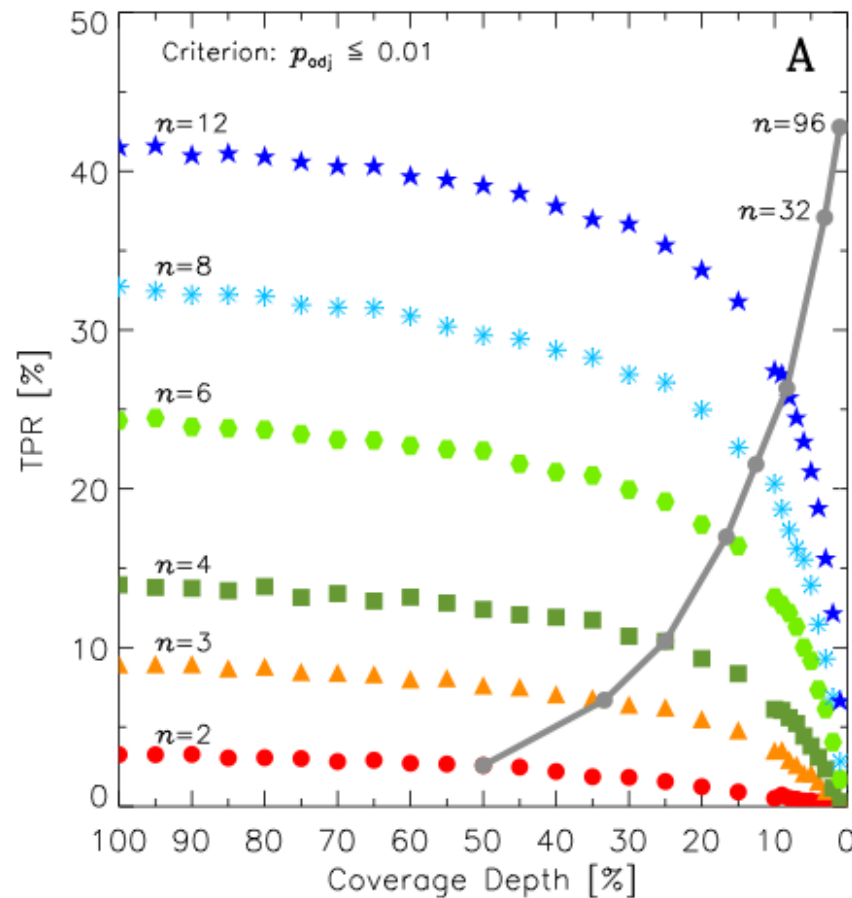 50
Criterion: p_adj ≦ 0.01
A
n=12
n=96
40
n=32
n=8
30
n=6
TPR [%]
20
n=4
10
n=3
n=2
0
100 90 80 70 60 50 40 30 20 10 0
Coverage Depth [%]